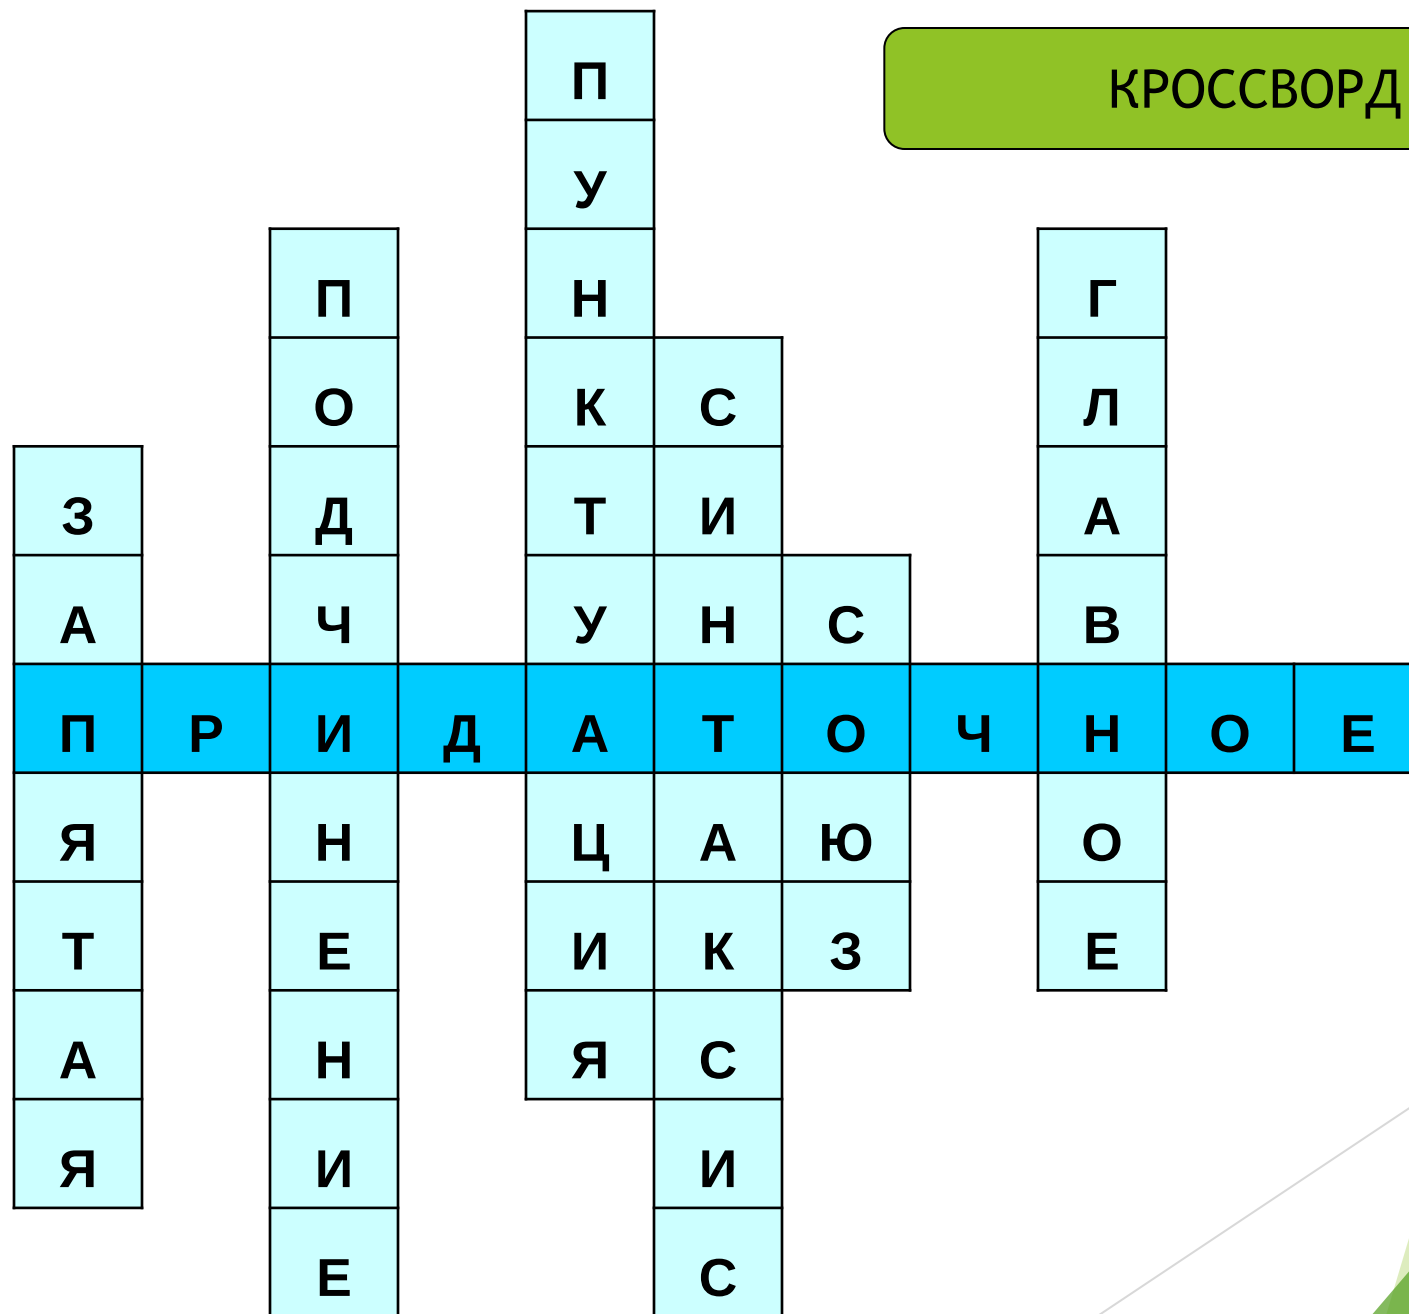 КРОССВОРД
ЗАПЯТАЯ
ПОДЧИНЕНИЕ
ПУНКТУАЦИЯ
СИНТАКСИС
СОЮЗ
ГЛАВНОЕ
ПРИДАТОЧНОЕ